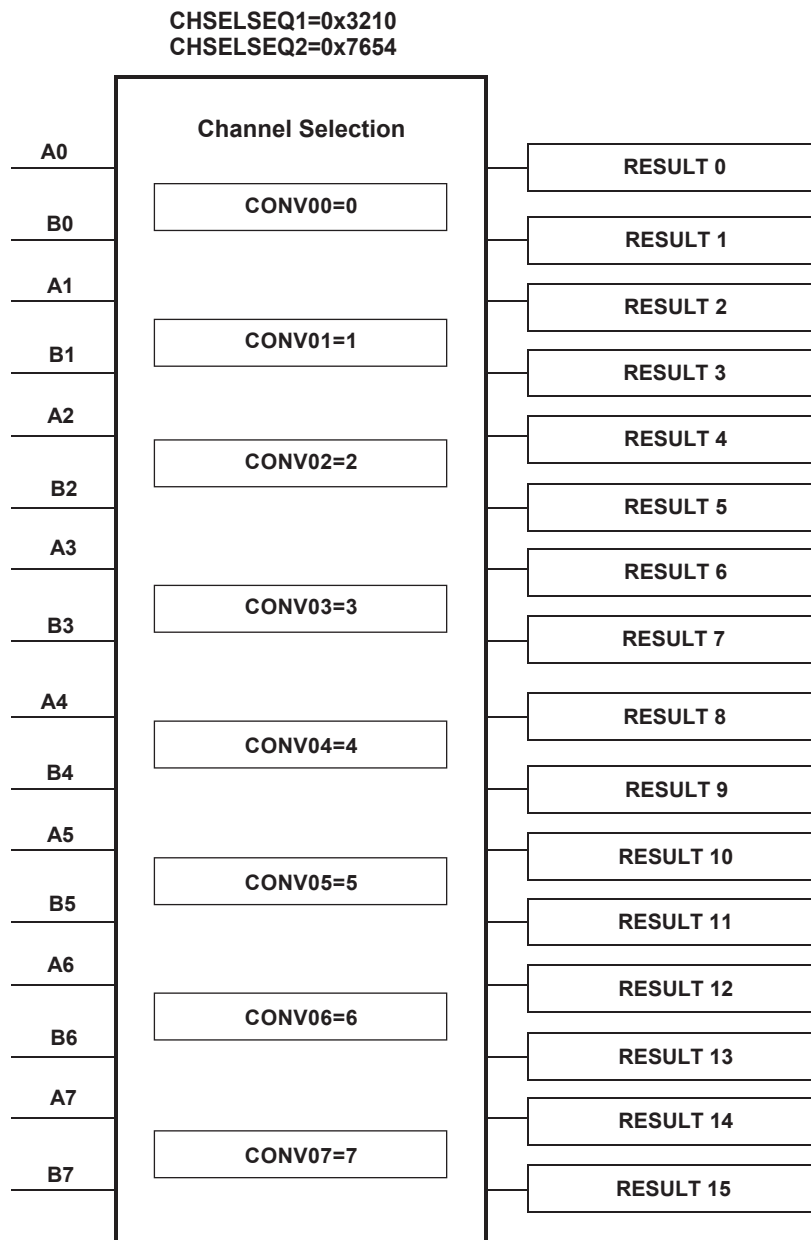 CHSELSEQ1=0x3210
CHSELSEQ2=0x7654
Channel Selection
A0
RESULT 0
CONV00=0
B0
RESULT 1
A1
RESULT 2
CONV01=1
B1
RESULT 3
A2
RESULT 4
CONV02=2
B2
RESULT 5
A3
RESULT 6
CONV03=3
B3
RESULT 7
A4
RESULT 8
CONV04=4
B4
RESULT 9
A5
RESULT 10
CONV05=5
B5
RESULT 11
A6
RESULT 12
CONV06=6
B6
RESULT 13
A7
RESULT 14
CONV07=7
B7
RESULT 15